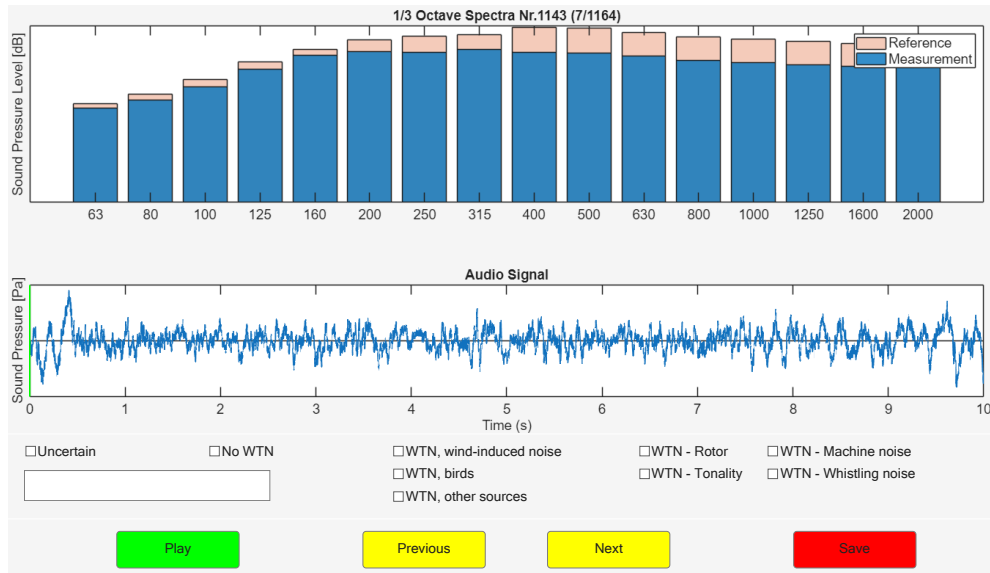 1/3 Octave Spectra Nr.1143 (7/1164)
Sound Pressure Level [dB]
Reference
Measurement
63 80 100 125 160 200 250 315 400 500 630 800 1000 1250 1600 2000
Audio Signal
Sound Pressure [Pa]
0 1 2 3 4 5 6 7 8 9 10
Time (s)
Uncertain No WTN WTN, wind-induced noise WTN - Rotor WTN - Machine noise
WTN, birds WTN - Tonality WTN - Whistling noise
WTN, other sources
Play Previous Next Save